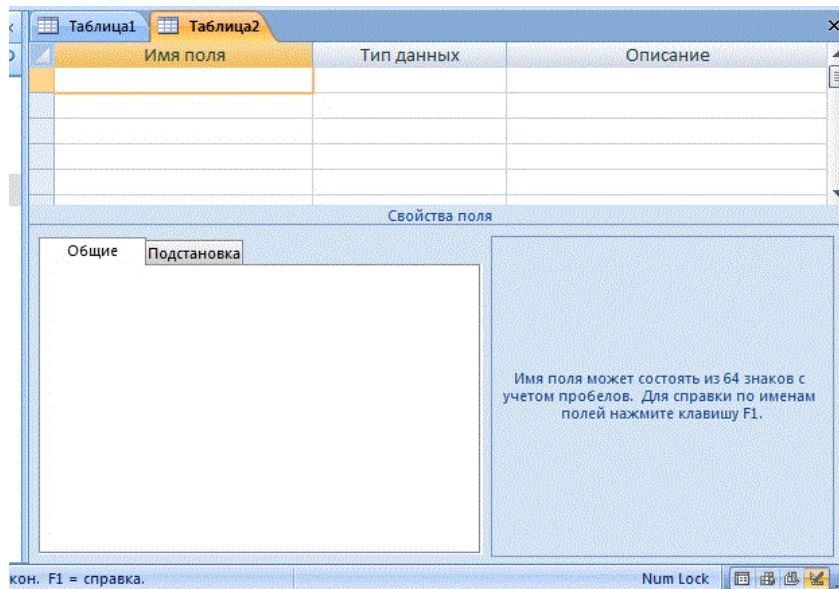 Таблица1 Таблица2
Имя поля Тип данных Описание
Свойства поля
Общие Подстановка
Имя поля может состоять из 64 знаков с
учетом пробелов. Для справки по именам
полей нажмите клавишу F1.
кон. F1 = справка. Num Lock